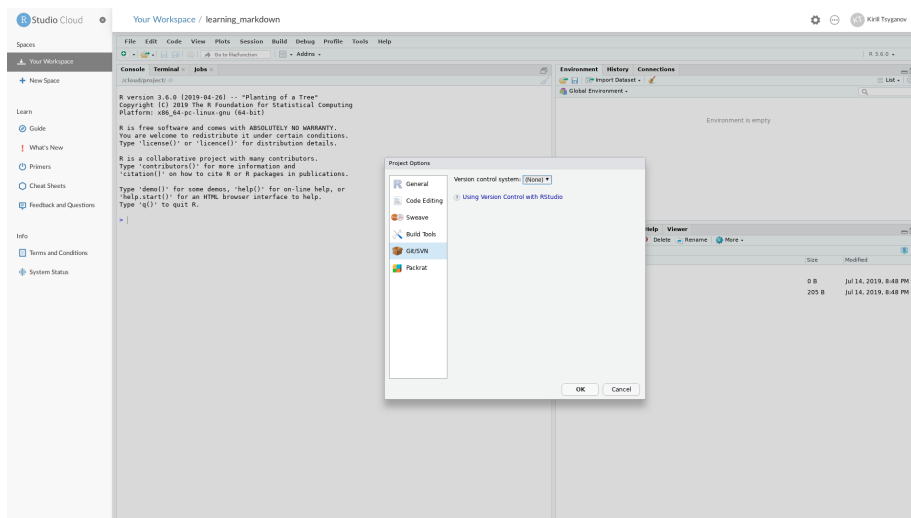 R Studio Cloud
Your Workspace / learning_markdown
KT Kirill Tsyganov
Spaces
Your Workspace
New Space
Learn
Guide
What's New
Primers
Cheat Sheets
Feedback and Questions
Info
Terms and Conditions
System Status
File Edit Code View Plots Session Build Debug Profile Tools Help
Go to file/function Addins
R 3.6.0
Console Terminal Jobs
/cloud/project/
R version 3.6.0 (2019-04-26) -- "Planting of a Tree"
Copyright (C) 2019 The R Foundation for Statistical Computing
Platform: x86_64-pc-linux-gnu (64-bit)
R is free software and comes with ABSOLUTELY NO WARRANTY.
You are welcome to redistribute it under certain conditions.
Type 'license()' or 'licence()' for distribution details.
R is a collaborative project with many contributors.
Type 'contributors()' for more information and
'citation()' on how to cite R or R packages in publications.
Type 'demo()' for some demos, 'help()' for on-line help, or
'help.start()' for an HTML browser interface to help.
Type 'q()' to quit R.
>
Project Options
R General
Code Editing
Sweave
Build Tools
Git/SVN
Packrat
Version control system: (None)
? Using Version Control with RStudio
OK Cancel
Environment History Connections
Import Dataset
List
Global Environment
Environment is empty
Help Viewer
Delete Rename More
Size Modified
0 B Jul 14, 2019, 8:48 PM
205 B Jul 14, 2019, 8:48 PM